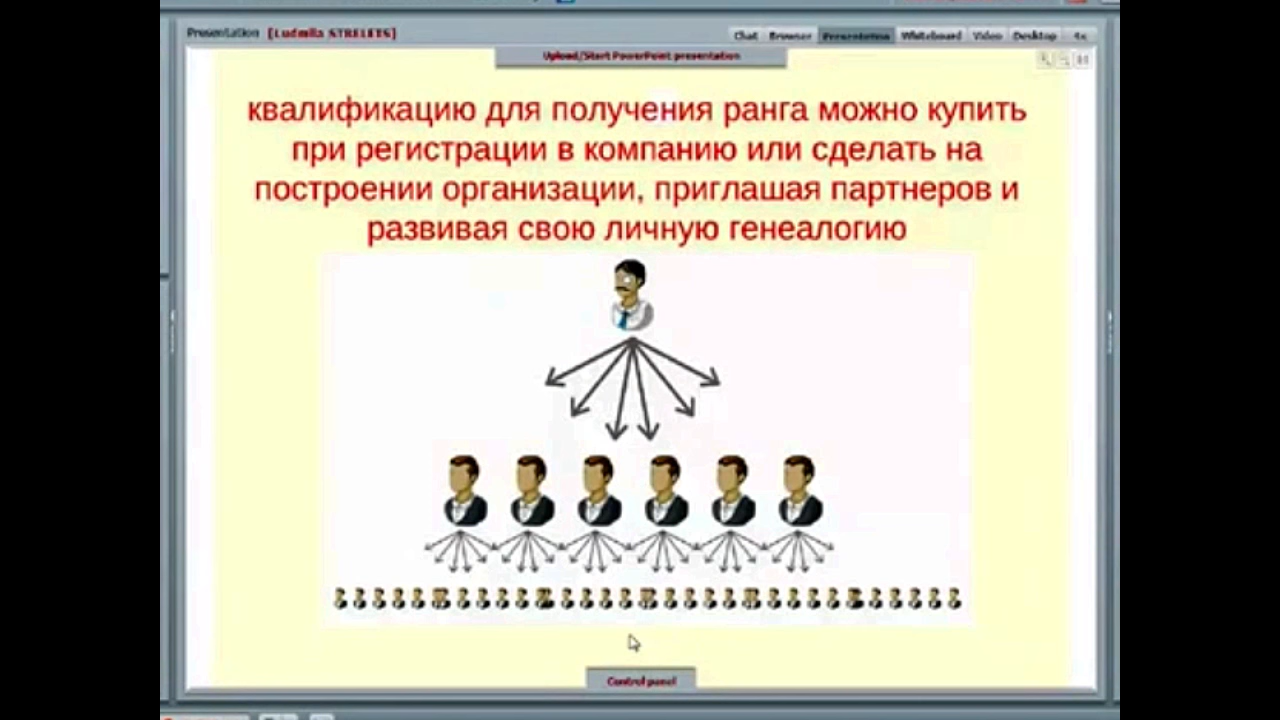 Presentation [Ludmila STRELETS]
Chat Browser Presentation Whiteboard Video Desktop
Upload/Start PowerPoint presentation
квалификацию для получения ранга можно купить
при регистрации в компанию или сделать на
построении организации, приглашая партнеров и
развивая свою личную генеалогию
Control panel